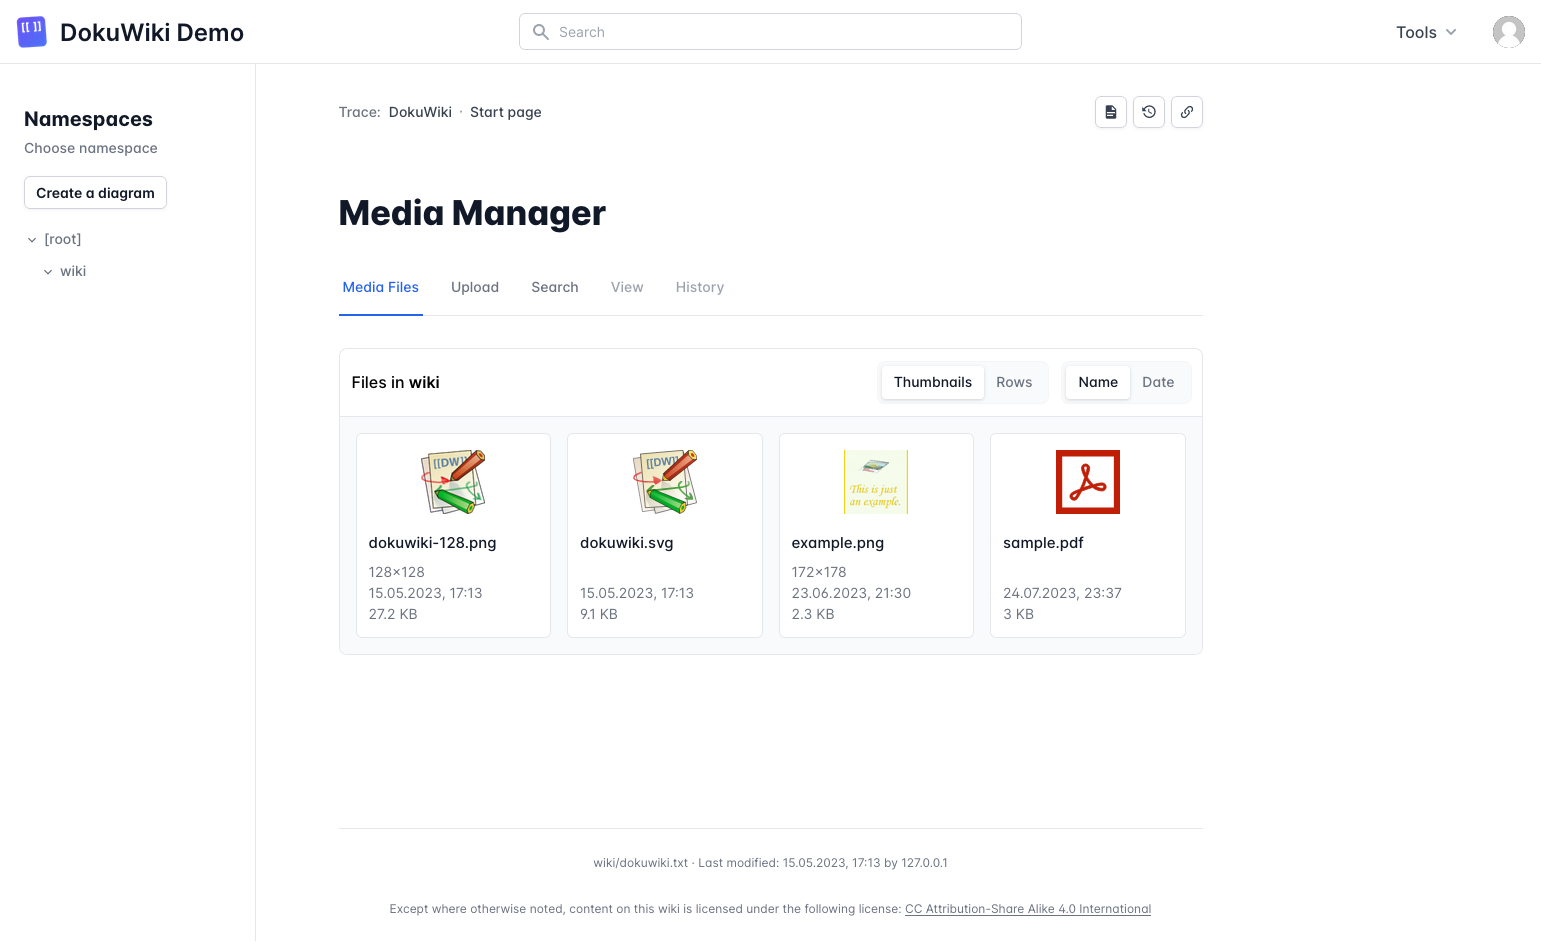 [[ ]] DokuWiki Demo
Search
Tools
Namespaces
Choose namespace
Create a diagram
[root]
wiki
Trace: DokuWiki · Start page
Media Manager
Media Files Upload Search View History
Files in wiki
Thumbnails Rows Name Date
[[DW]]
dokuwiki-128.png
128×128
15.05.2023, 17:13
27.2 KB
[[DW]]
dokuwiki.svg
15.05.2023, 17:13
9.1 KB
This is just
an example.
example.png
172×178
23.06.2023, 21:30
2.3 KB
sample.pdf
24.07.2023, 23:37
3 KB
wiki/dokuwiki.txt · Last modified: 15.05.2023, 17:13 by 127.0.0.1
Except where otherwise noted, content on this wiki is licensed under the following license: CC Attribution-Share Alike 4.0 International